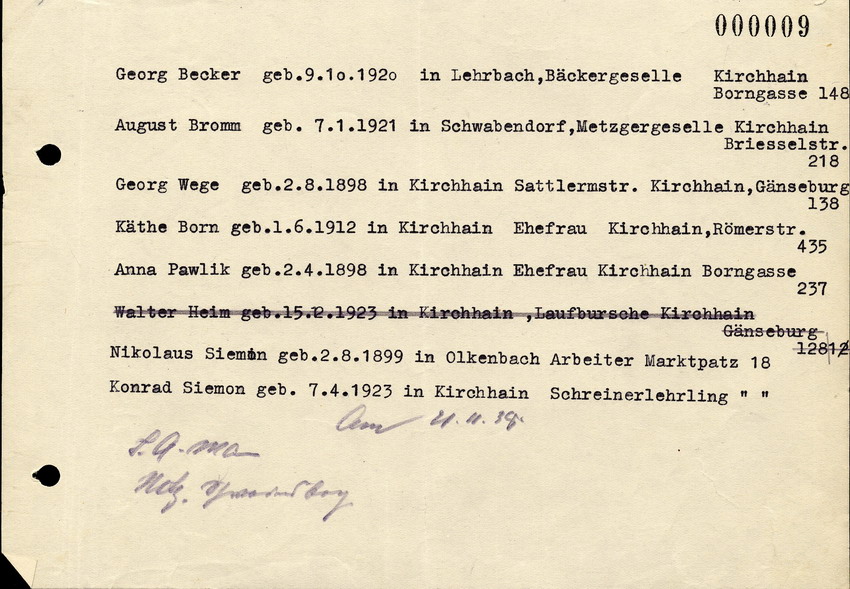 000009
Georg Becker geb.9.1o.192o in Lehrbach,Bäckergeselle Kirchhain
Borngasse 148
August Bromm geb. 7.1.1921 in Schwabendorf,Metzgergeselle Kirchhain
Briesselstr.
218
Georg Wege geb.2.8.1898 in Kirchhain Sattlermstr. Kirchhain,Gänseburg
138
Käthe Born geb.1.6.1912 in Kirchhain Ehefrau Kirchhain,Römerstr.
435
Anna Pawlik geb.2.4.1898 in Kirchhain Ehefrau Kirchhain Borngasse
237
Walter Heim geb.15.12.1923 in Kirchhain ,Laufbursche Kirchhain
Gänseburg
Nikolaus Siemon geb.2.8.1899 in Olkenbach Arbeiter Marktpatz 18
Konrad Siemon geb. 7.4.1923 in Kirchhain Schreinerlehrling " "
Am
S.A.